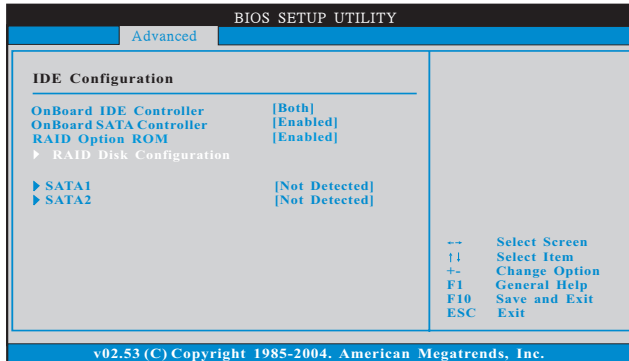 BIOS SETUP UTILITY
Advanced
IDE Configuration
OnBoard IDE Controller [Both]
OnBoard SATA Controller [Enabled]
RAID Option ROM [Enabled]
RAID Disk Configuration
SATA1 [Not Detected]
SATA2 [Not Detected]
←→ Select Screen
↑↓ Select Item
+- Change Option
F1 General Help
F10 Save and Exit
ESC Exit
v02.53 (C) Copyright 1985-2004. American Megatrends, Inc.